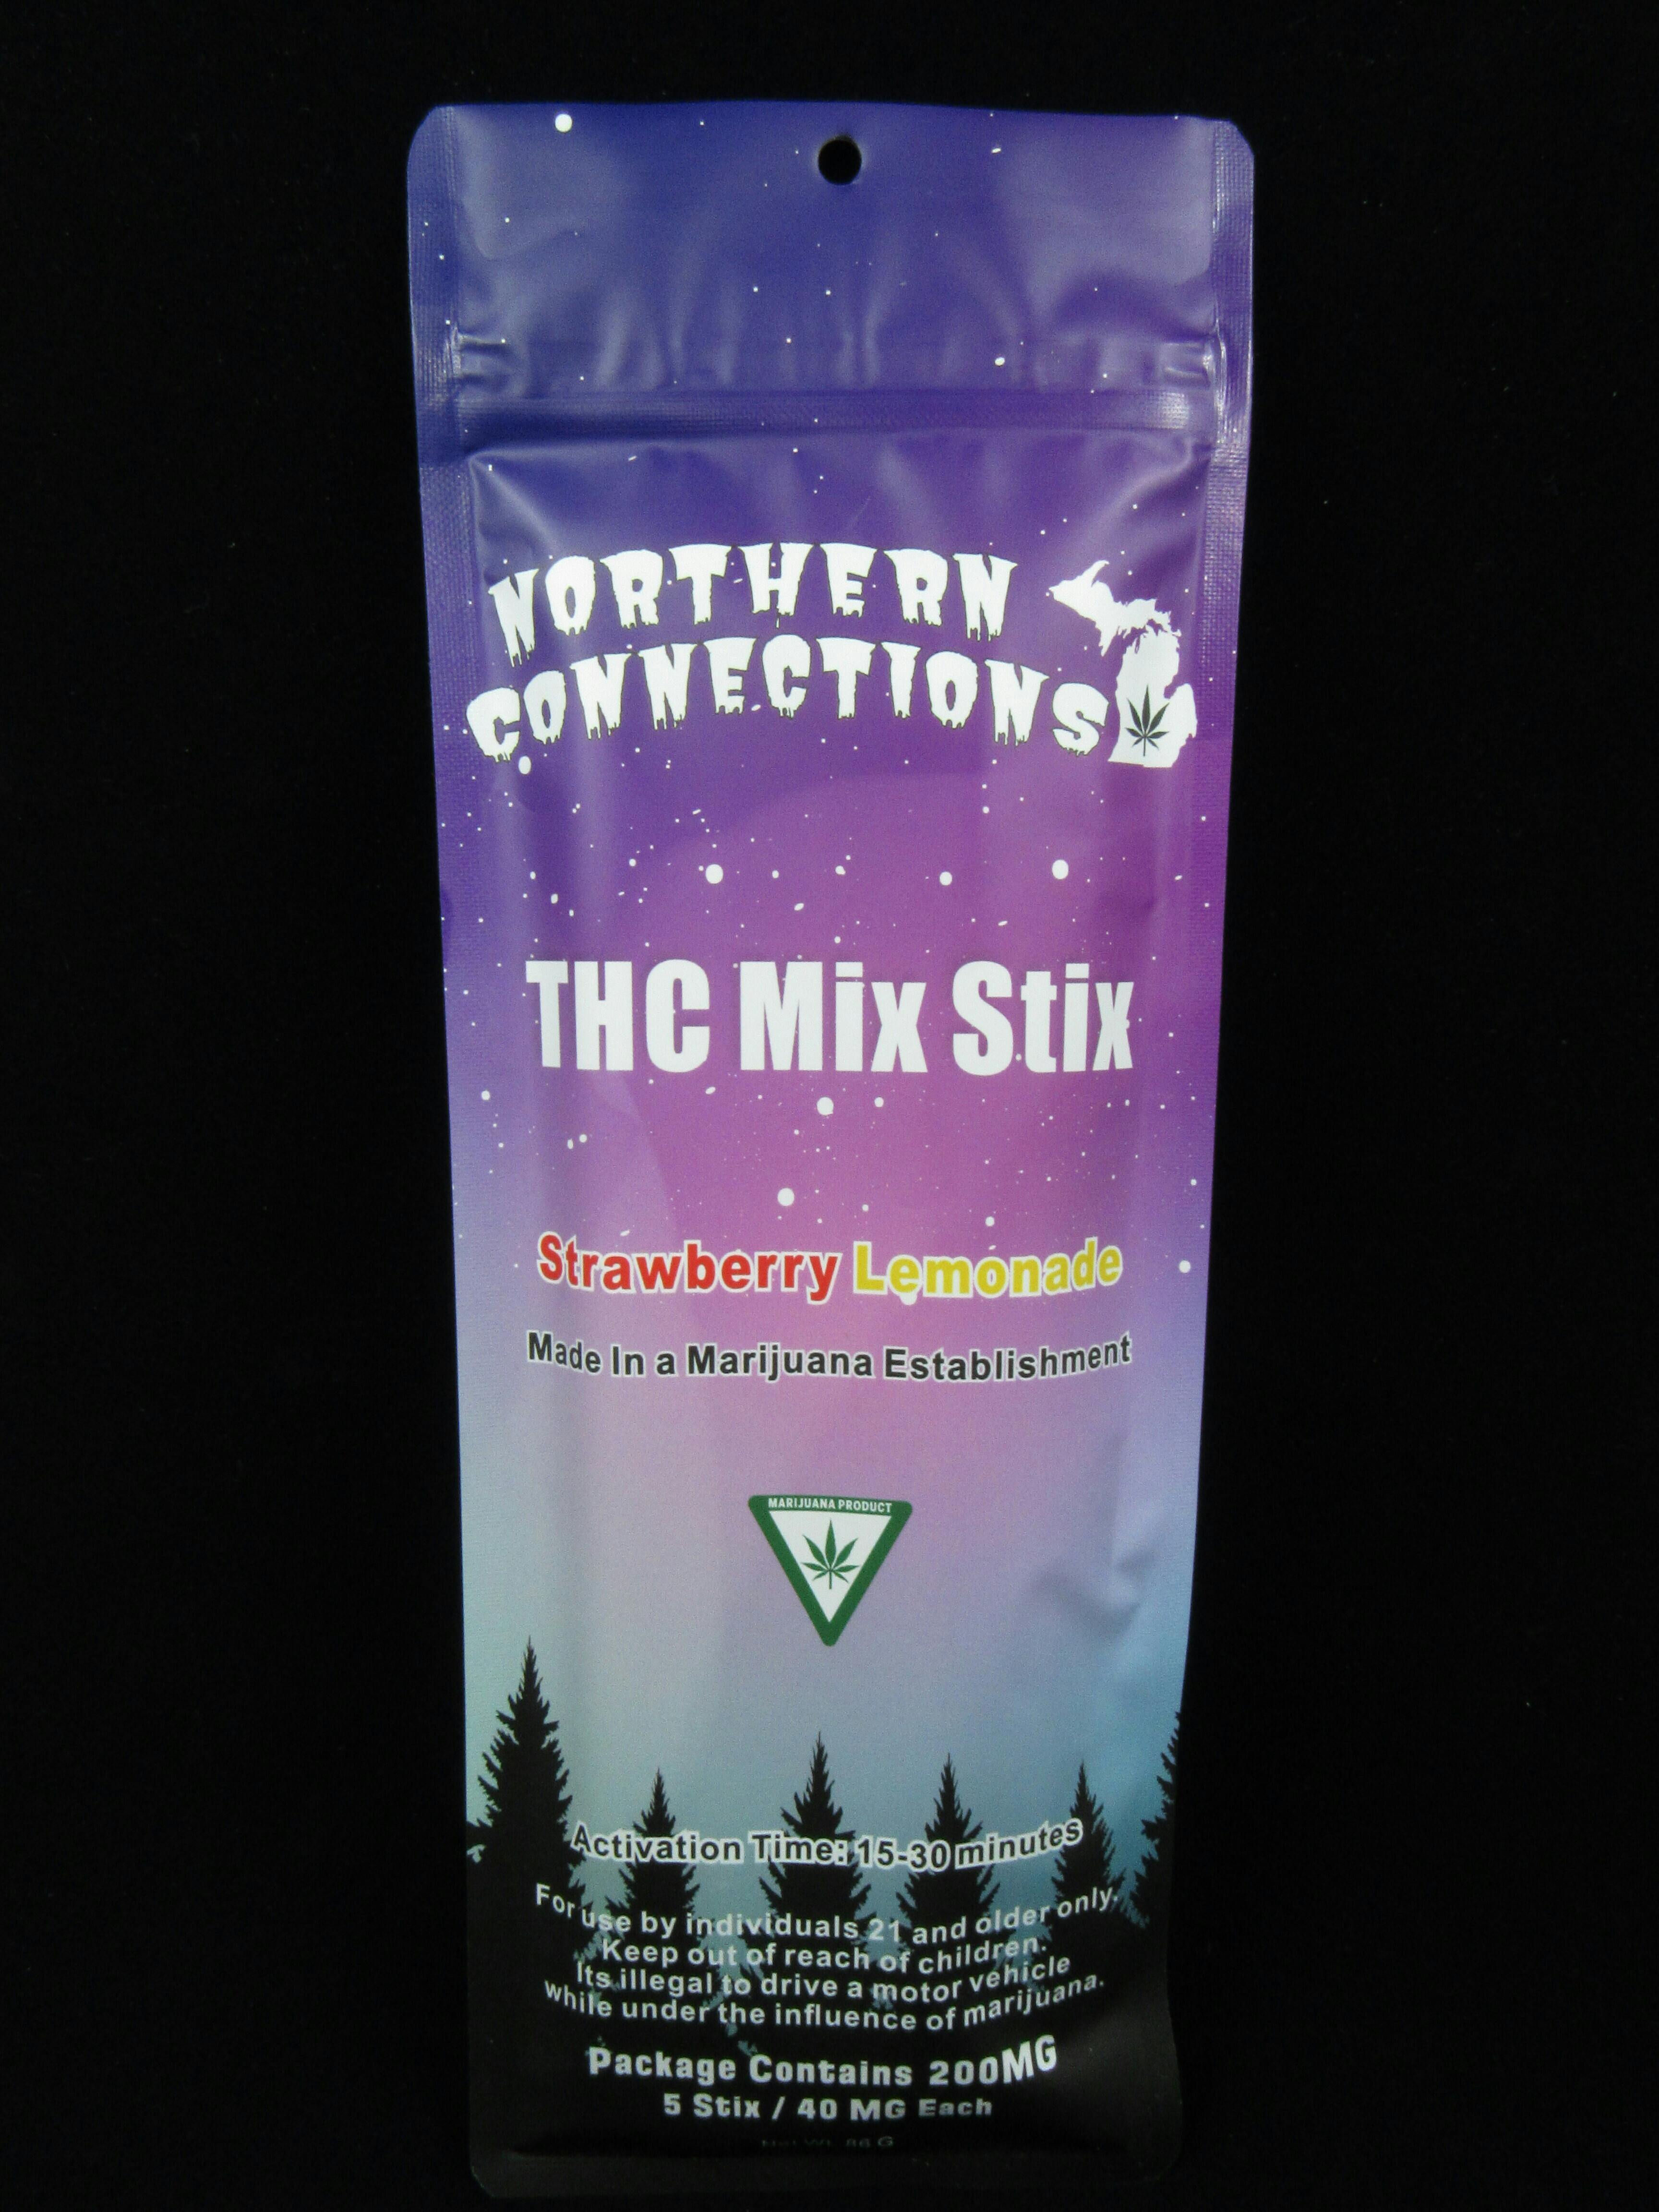 NORTHERN
CONNECTIONS
THC Mix Stix
Strawberry Lemonade
Made In a Marijuana Establishment
MARIJUANA PRODUCT
Activation Time: 15-30 minutes
For use by individuals 21 and older only.
Keep out of reach of children.
Its illegal to drive a motor vehicle
while under the influence of marijuana.
Package Contains 200MG
5 Stix / 40 MG Each
Net Wt. G